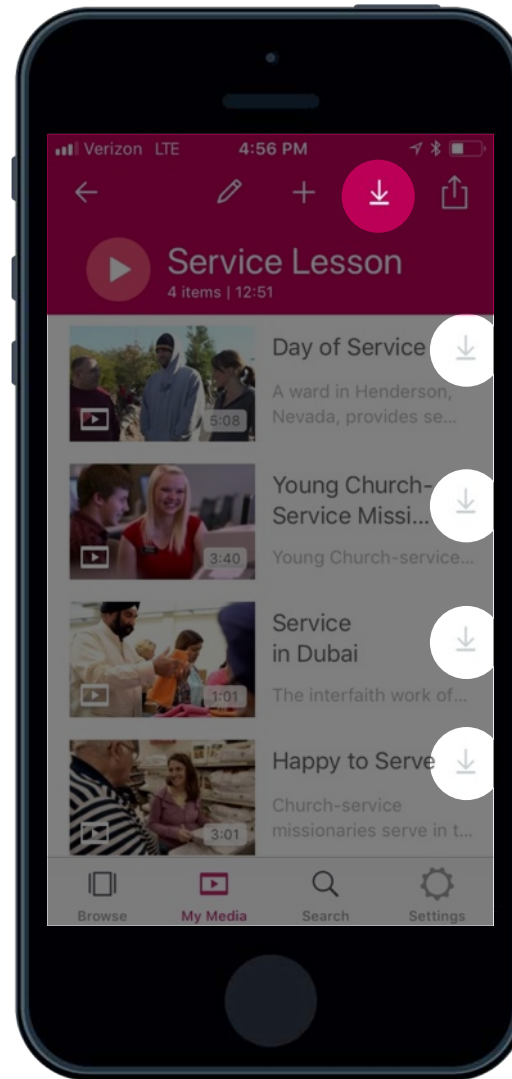 Verizon LTE 4:56 PM
Service Lesson
4 items | 12:51
Day of Service
A ward in Henderson,
Nevada, provides se...
5:08
Young Church-
Service Missi...
Young Church-service...
3:40
Service
in Dubai
The interfaith work of...
1:01
Happy to Serve
Church-service
missionaries serve in t...
3:01
Browse My Media Search Settings